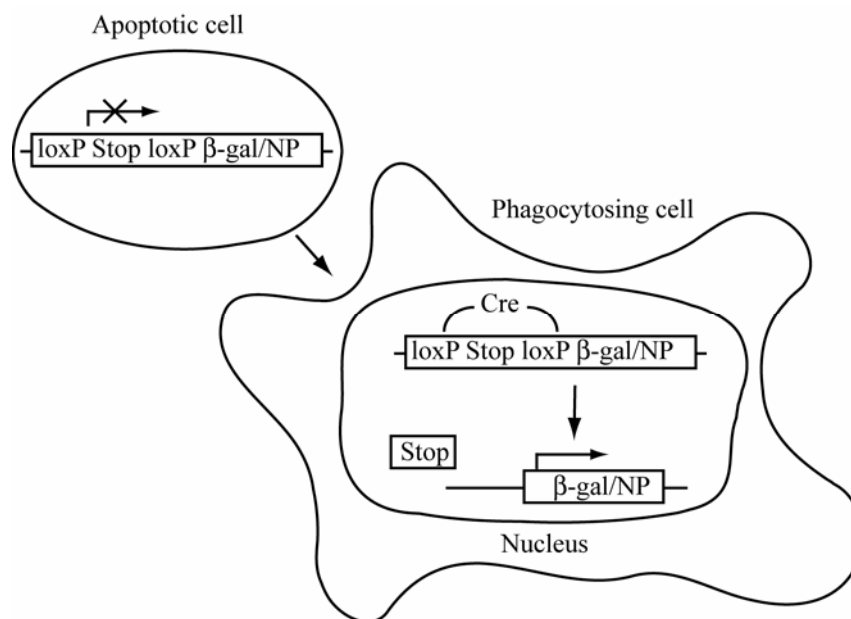 Apoptotic cell
loxP Stop loxP β-gal/NP
Phagocytosing cell
Cre
loxP Stop loxP β-gal/NP
Stop
β-gal/NP
Nucleus